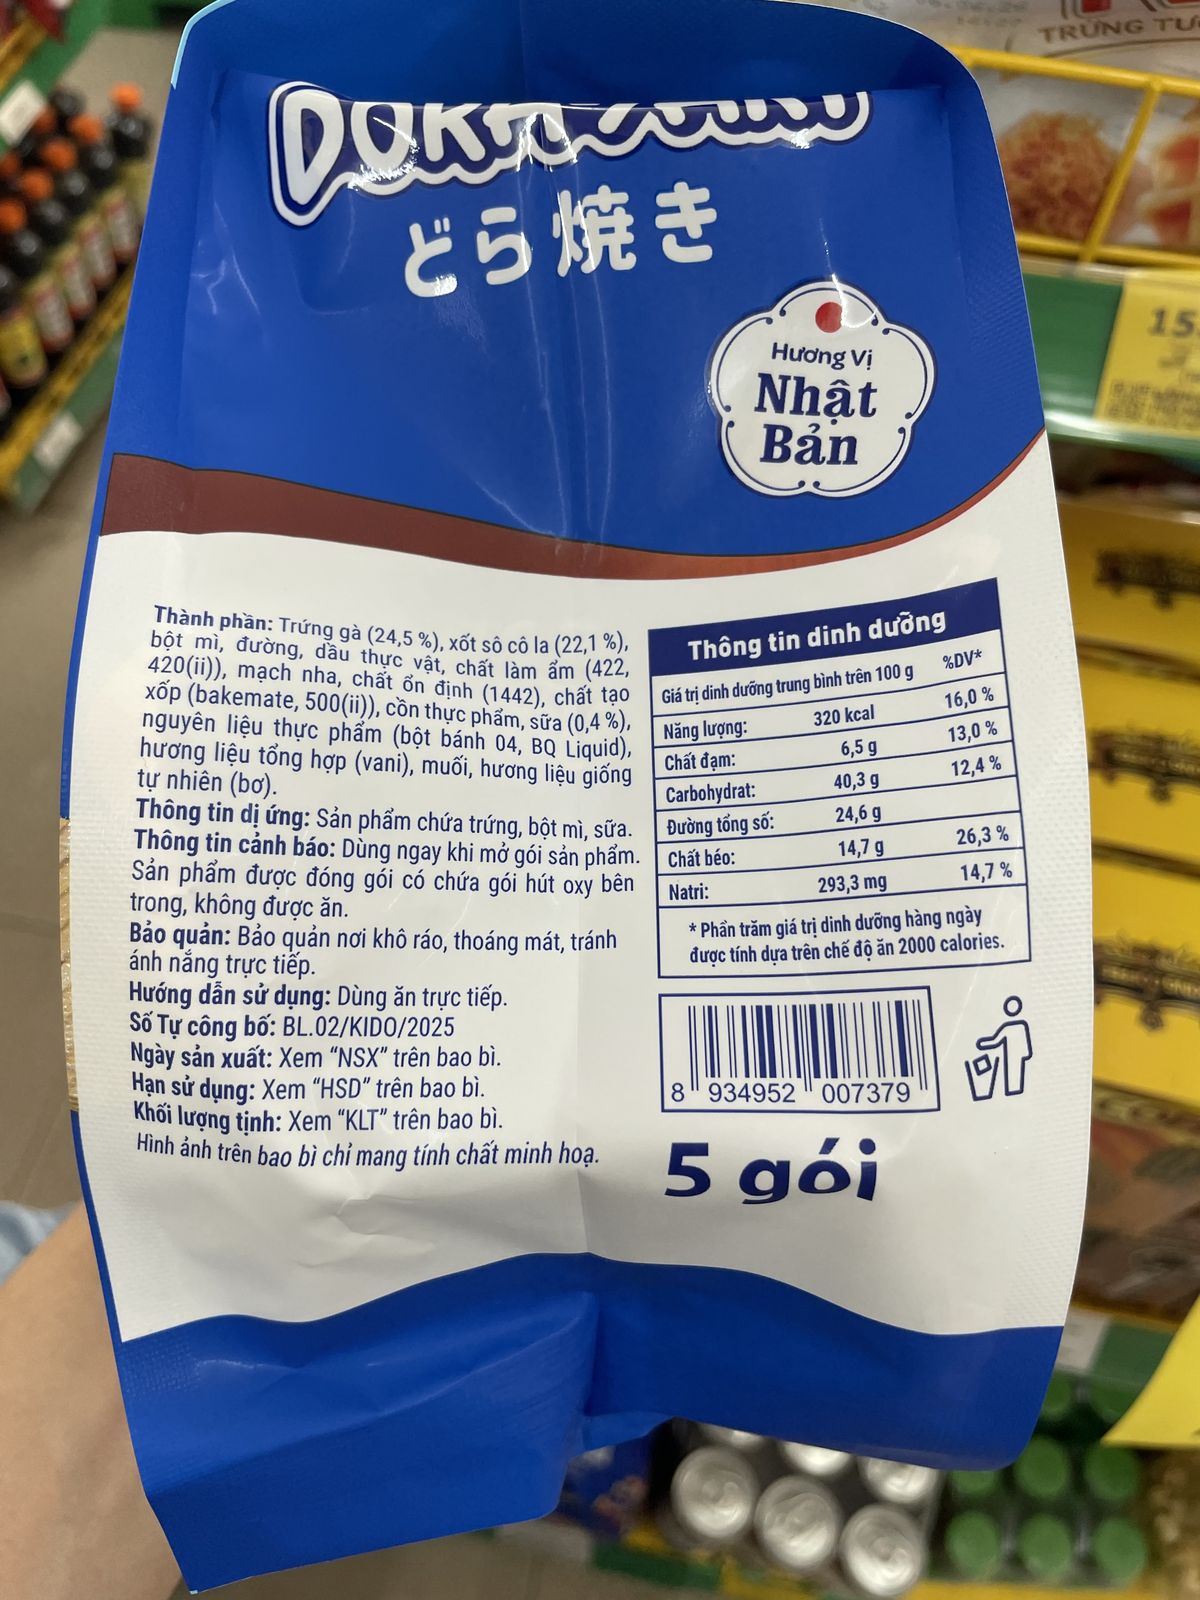 TRỨNG
DORAYAKI
どら焼き
15
Hương Vị
Nhật
Bản
Thành phần: Trứng gà (24,5 %), xốt sô cô la (22,1 %),
bột mì, đường, dầu thực vật, chất làm ẩm (422,
420(ii)), mạch nha, chất ổn định (1442), chất tạo
xốp (bakemate, 500(ii)), cồn thực phẩm, sữa (0,4 %),
nguyên liệu thực phẩm (bột bánh 04, BQ Liquid),
hương liệu tổng hợp (vani), muối, hương liệu giống
tự nhiên (bơ).
Thông tin dị ứng: Sản phẩm chứa trứng, bột mì, sữa.
Thông tin cảnh báo: Dùng ngay khi mở gói sản phẩm.
Sản phẩm được đóng gói có chứa gói hút oxy bên
trong, không được ăn.
Bảo quản: Bảo quản nơi khô ráo, thoáng mát, tránh
ánh nắng trực tiếp.
Hướng dẫn sử dụng: Dùng ăn trực tiếp.
Số Tự công bố: BL.02/KIDO/2025
Ngày sản xuất: Xem “NSX” trên bao bì.
Hạn sử dụng: Xem “HSD” trên bao bì.
Khối lượng tịnh: Xem “KLT” trên bao bì.
Hình ảnh trên bao bì chỉ mang tính chất minh hoạ.
Thông tin dinh dưỡng
Giá trị dinh dưỡng trung bình trên 100 g %DV*
Năng lượng: 320 kcal 16,0 %
Chất đạm: 6,5 g 13,0 %
Carbohydrat: 40,3 g 12,4 %
Đường tổng số: 24,6 g
Chất béo: 14,7 g 26,3 %
Natri: 293,3 mg 14,7 %
* Phần trăm giá trị dinh dưỡng hàng ngày
được tính dựa trên chế độ ăn 2000 calories.
8 934952 007379
5 gói